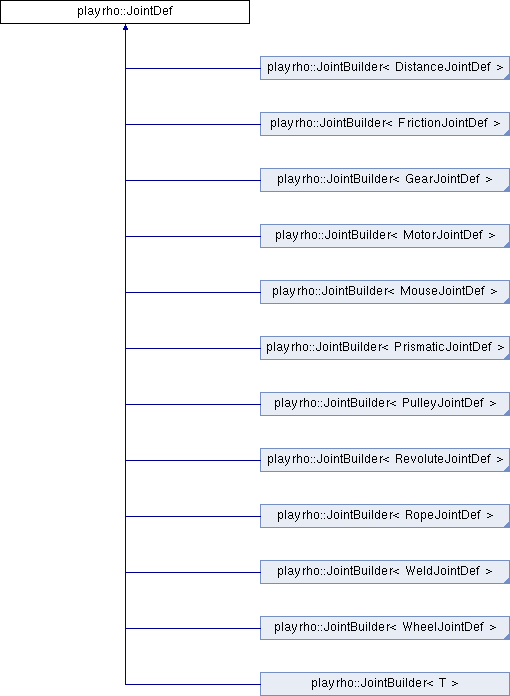 playrho::JointDef
playrho::JointBuilder< DistanceJointDef >
playrho::JointBuilder< FrictionJointDef >
playrho::JointBuilder< GearJointDef >
playrho::JointBuilder< MotorJointDef >
playrho::JointBuilder< MouseJointDef >
playrho::JointBuilder< PrismaticJointDef >
playrho::JointBuilder< PulleyJointDef >
playrho::JointBuilder< RevoluteJointDef >
playrho::JointBuilder< RopeJointDef >
playrho::JointBuilder< WeldJointDef >
playrho::JointBuilder< WheelJointDef >
playrho::JointBuilder< T >